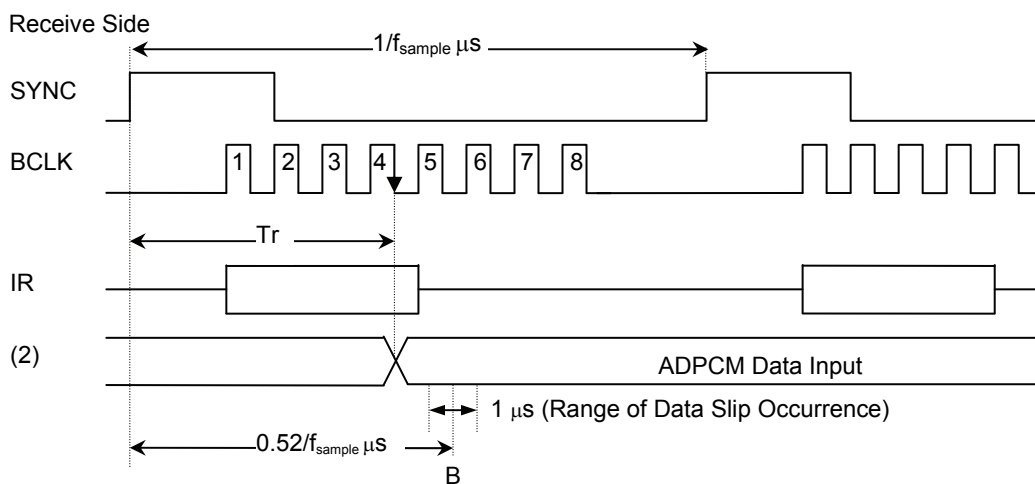 Receive Side
1/fsample μs
SYNC
BCLK
1 2 3 4 5 6 7 8
Tr
IR
(2)
ADPCM Data Input
1 μs (Range of Data Slip Occurrence)
0.52/fsample μs
B